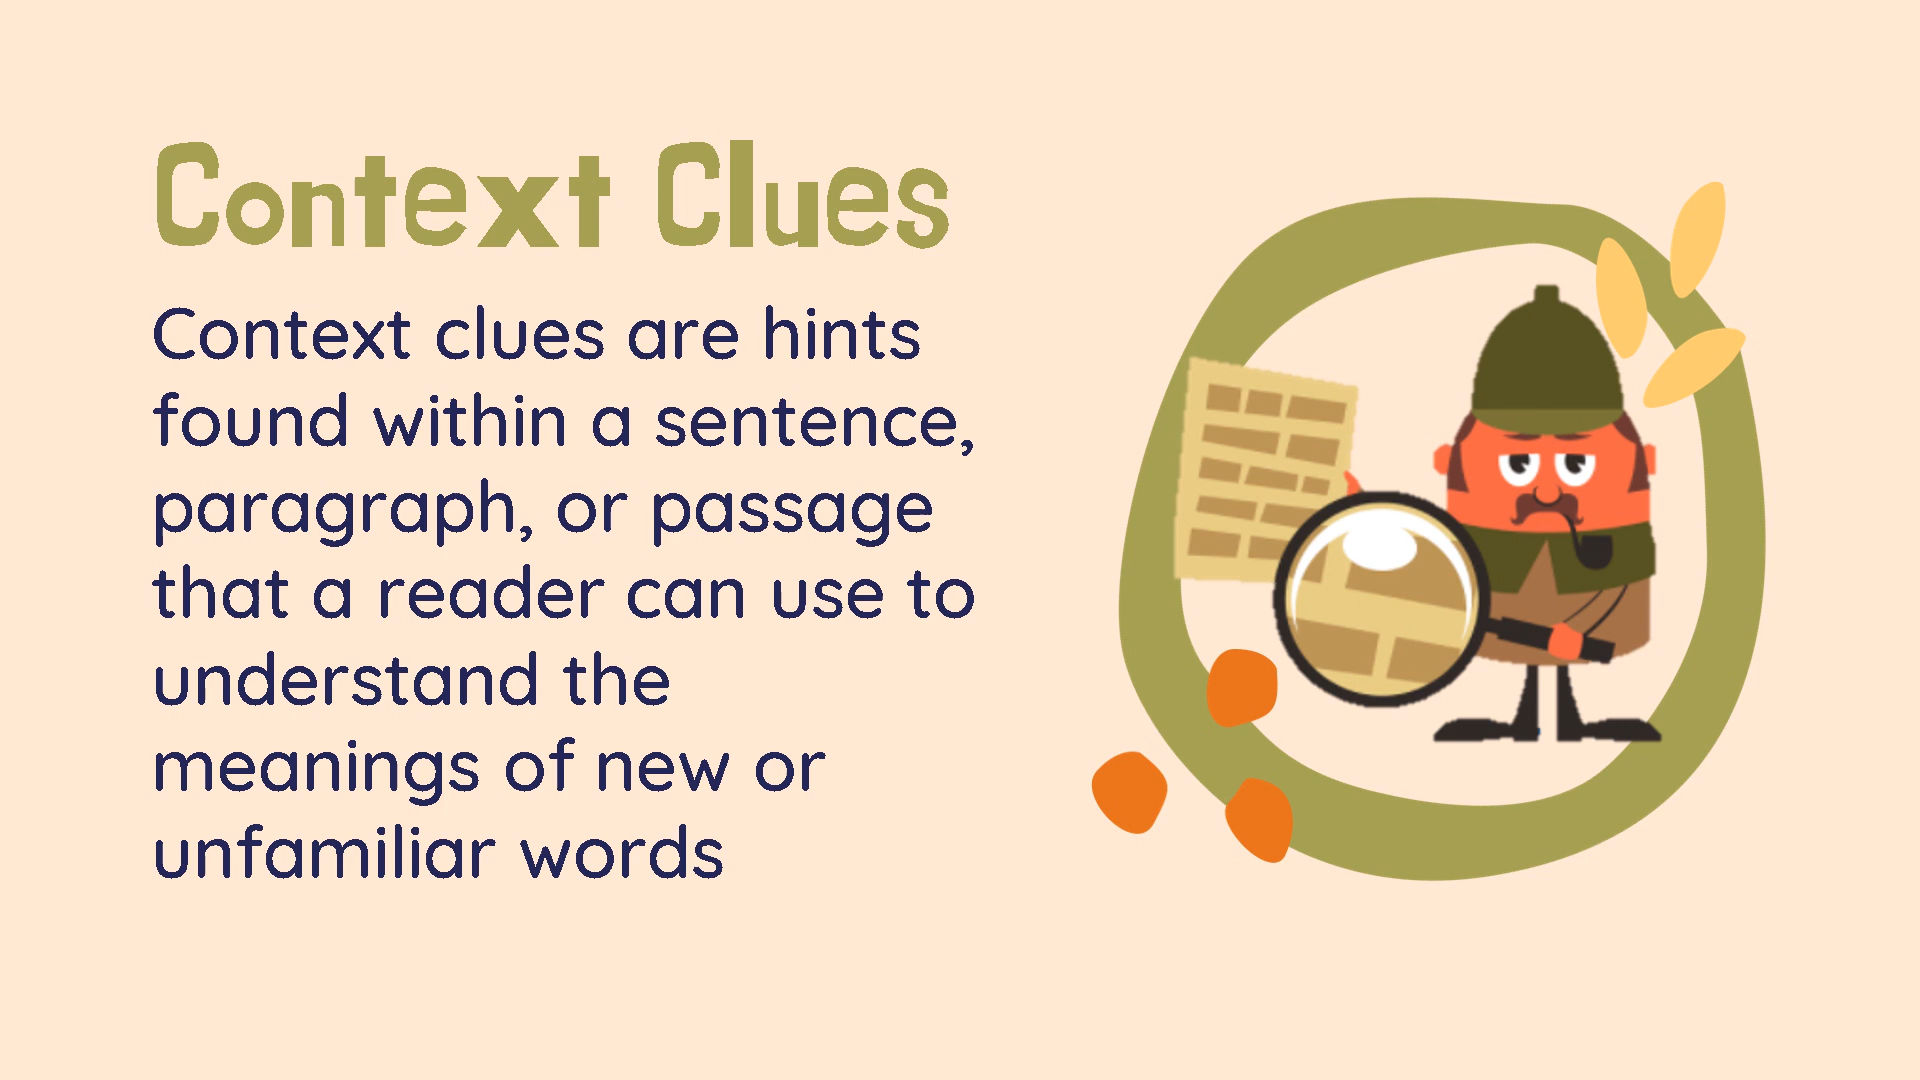 Context Clues
Context clues are hints
found within a sentence,
paragraph, or passage
that a reader can use to
understand the
meanings of new or
unfamiliar words